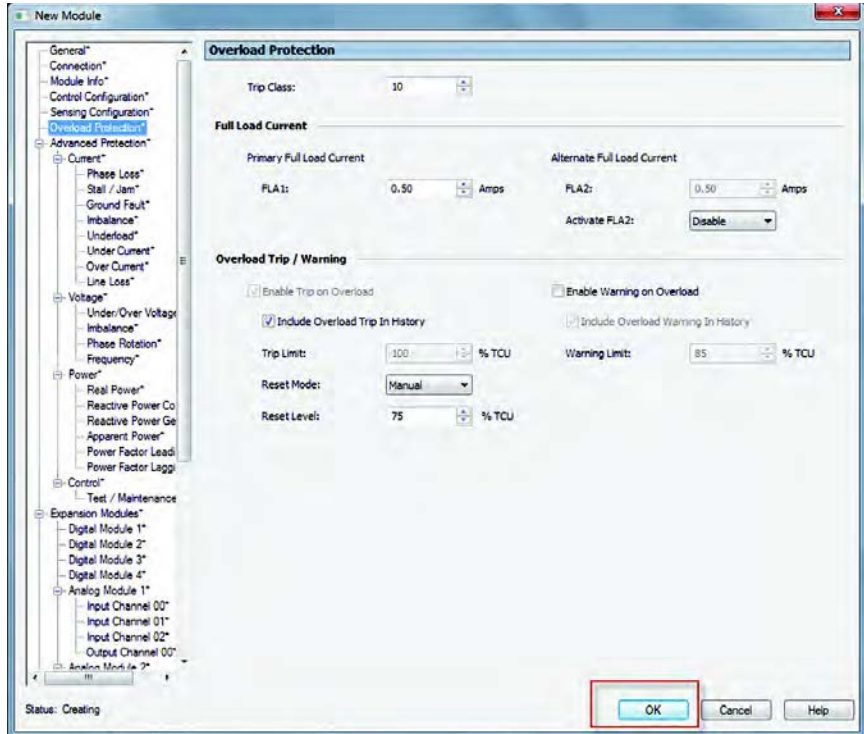 New Module
General*
Connection*
Module Info*
Control Configuration*
Sensing Configuration*
Overload Protection*
Advanced Protection*
Current*
Phase Loss*
Stall / Jam*
Ground Fault*
Imbalance*
Underload*
Under Current*
Over Current*
Line Loss*
Voltage*
Under/Over Voltage
Imbalance*
Phase Rotation*
Frequency*
Power*
Real Power*
Reactive Power Co
Reactive Power Ge
Apparent Power*
Power Factor Leadi
Power Factor Laggi
Control*
Test / Maintenance
Expansion Modules*
Digital Module 1*
Digital Module 2*
Digital Module 3*
Digital Module 4*
Analog Module 1*
Input Channel 00*
Input Channel 01*
Input Channel 02*
Output Channel 00*
Analog Module 2*
Overload Protection
Trip Class: 10
Full Load Current
Primary Full Load Current Alternate Full Load Current
FLA1: 0.50 Amps FLA2: 0.50 Amps
Activate FLA2: Disable
Overload Trip / Warning
Enable Trip on Overload Enable Warning on Overload
Include Overload Trip In History Include Overload Warning In History
Trip Limit: 100 % TCU Warning Limit: 85 % TCU
Reset Mode: Manual
Reset Level: 75 % TCU
Status: Creating OK Cancel Help